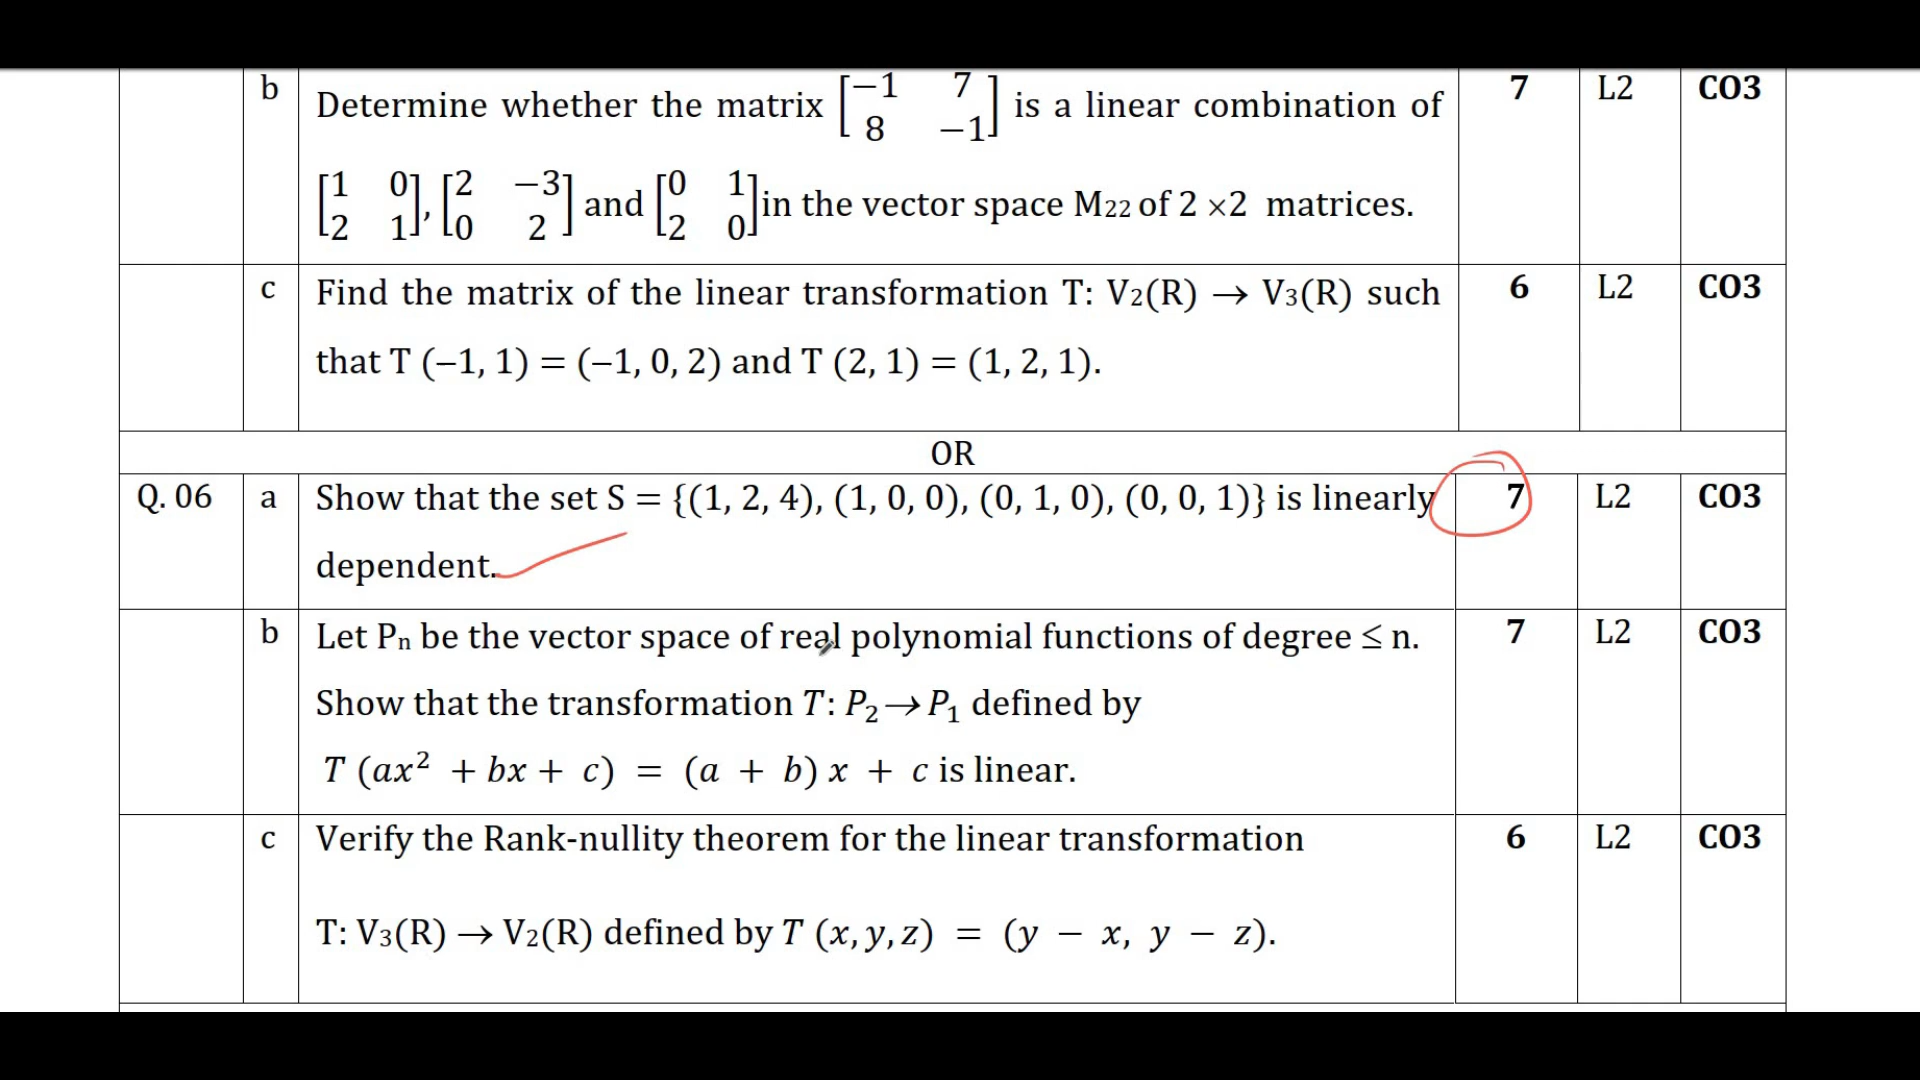 b Determine whether the matrix [−1 7; 8 −1] is a linear combination of 7 L2 CO3
[1 0; 2 1], [2 −3; 0 2] and [0 1; 2 0] in the vector space M22 of 2 ×2 matrices.
c Find the matrix of the linear transformation T: V2(R) → V3(R) such 6 L2 CO3
that T (−1, 1) = (−1, 0, 2) and T (2, 1) = (1, 2, 1).
OR
Q. 06 a Show that the set S = {(1, 2, 4), (1, 0, 0), (0, 1, 0), (0, 0, 1)} is linearly 7 L2 CO3
dependent.
b Let Pn be the vector space of real polynomial functions of degree ≤ n. 7 L2 CO3
Show that the transformation T: P₂→P₁ defined by
T (ax² + bx + c) = (a + b) x + c is linear.
c Verify the Rank-nullity theorem for the linear transformation 6 L2 CO3
T: V3(R) → V2(R) defined by T (x, y, z) = (y − x, y − z).